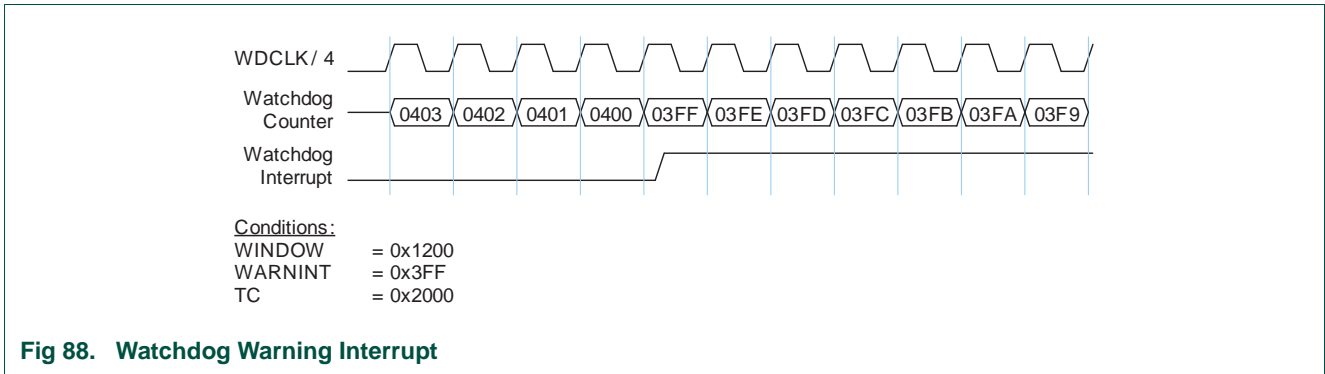 WDCLK / 4
Watchdog
Counter
0403 0402 0401 0400 03FF 03FE 03FD 03FC 03FB 03FA 03F9
Watchdog
Interrupt
Conditions:
WINDOW = 0x1200
WARNINT = 0x3FF
TC = 0x2000
Fig 88. Watchdog Warning Interrupt